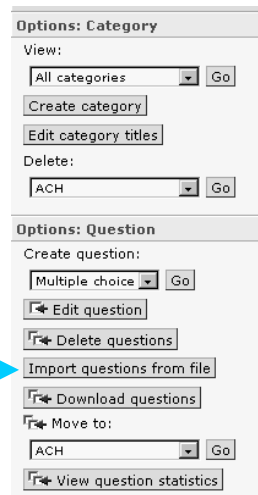 Options: Category
View:
All categories Go
Create category
Edit category titles
Delete:
ACH Go
Options: Question
Create question:
Multiple choice Go
Edit question
Delete questions
Import questions from file
Download questions
Move to:
ACH Go
View question statistics